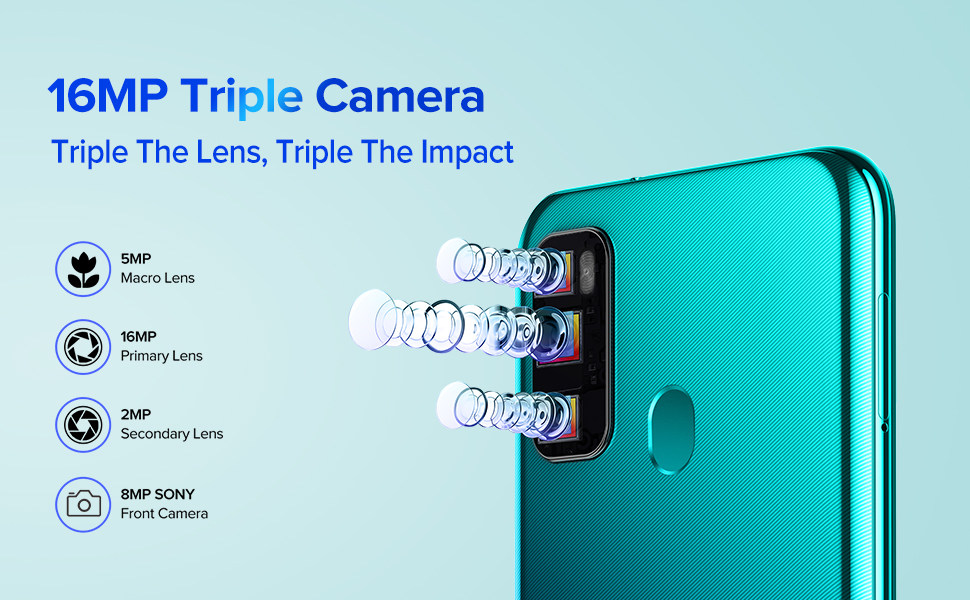 16MP Triple Camera
Triple The Lens, Triple The Impact
5MP
Macro Lens
16MP
Primary Lens
2MP
Secondary Lens
8MP SONY
Front Camera